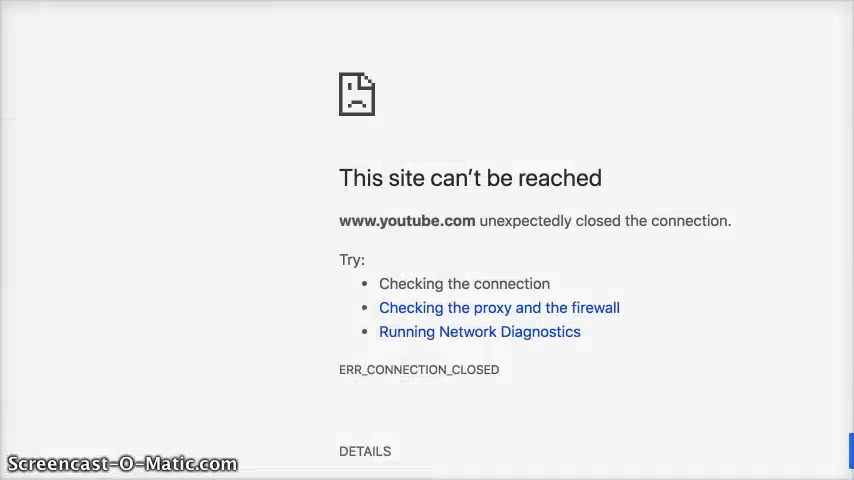 This site can't be reached
www.youtube.com unexpectedly closed the connection.
Try:
• Checking the connection
• Checking the proxy and the firewall
• Running Network Diagnostics
ERR_CONNECTION_CLOSED
DETAILS
Screencast-O-Matic.com